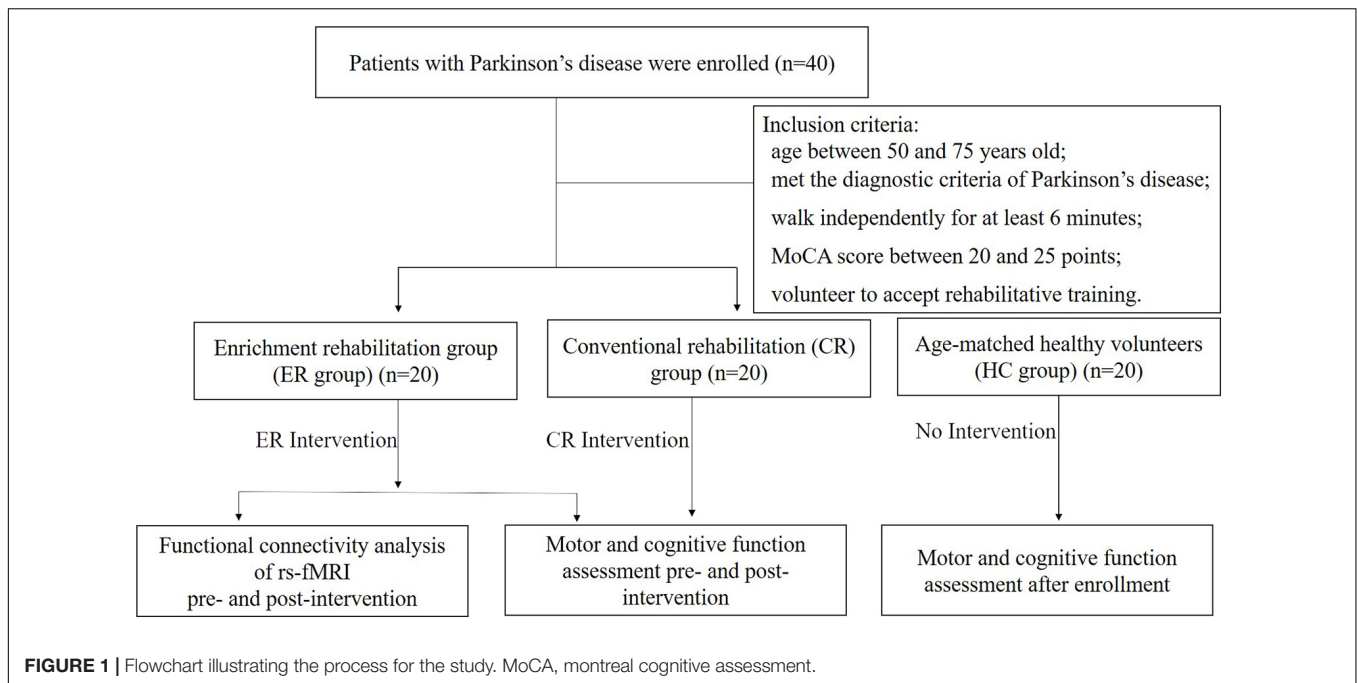 Patients with Parkinson's disease were enrolled (n=40)
Inclusion criteria:
age between 50 and 75 years old;
met the diagnostic criteria of Parkinson's disease;
walk independently for at least 6 minutes;
MoCA score between 20 and 25 points;
volunteer to accept rehabilitative training.
Enrichment rehabilitation group
(ER group) (n=20)
Conventional rehabilitation (CR)
group (n=20)
Age-matched healthy volunteers
(HC group) (n=20)
ER Intervention
CR Intervention
No Intervention
Functional connectivity analysis
of rs-fMRI
pre- and post-intervention
Motor and cognitive function
assessment pre- and post-
intervention
Motor and cognitive function
assessment after enrollment
FIGURE 1 | Flowchart illustrating the process for the study. MoCA, montreal cognitive assessment.